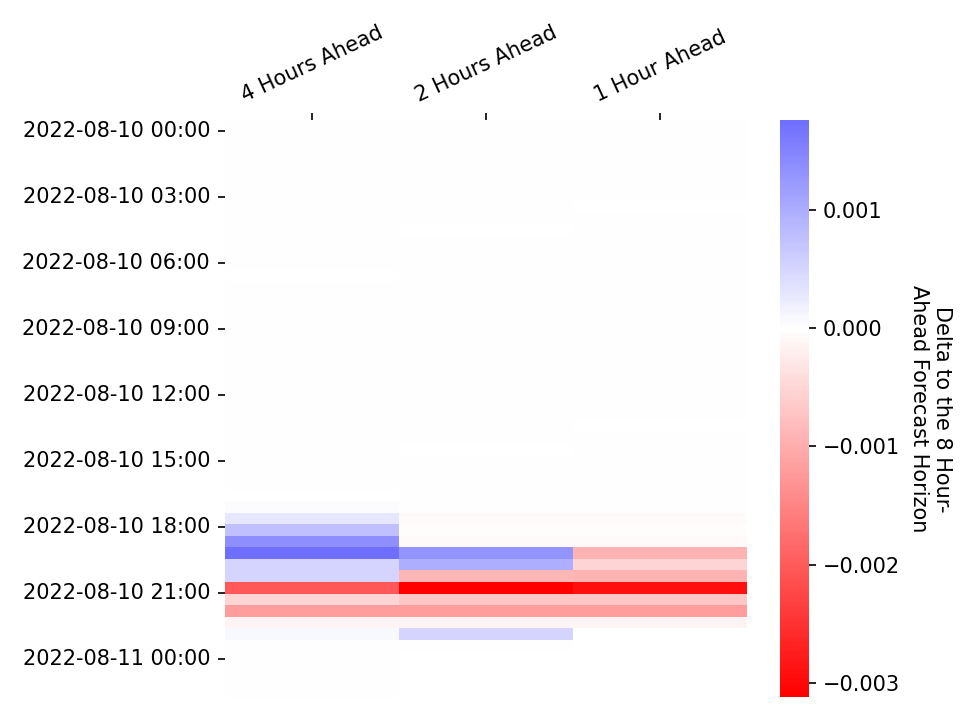 4 Hours Ahead
2 Hours Ahead
1 Hour Ahead
2022-08-10 00:00
2022-08-10 03:00
2022-08-10 06:00
2022-08-10 09:00
2022-08-10 12:00
2022-08-10 15:00
2022-08-10 18:00
2022-08-10 21:00
2022-08-11 00:00
0.001
0.000
−0.001
−0.002
−0.003
Delta to the 8 Hour-
Ahead Forecast Horizon